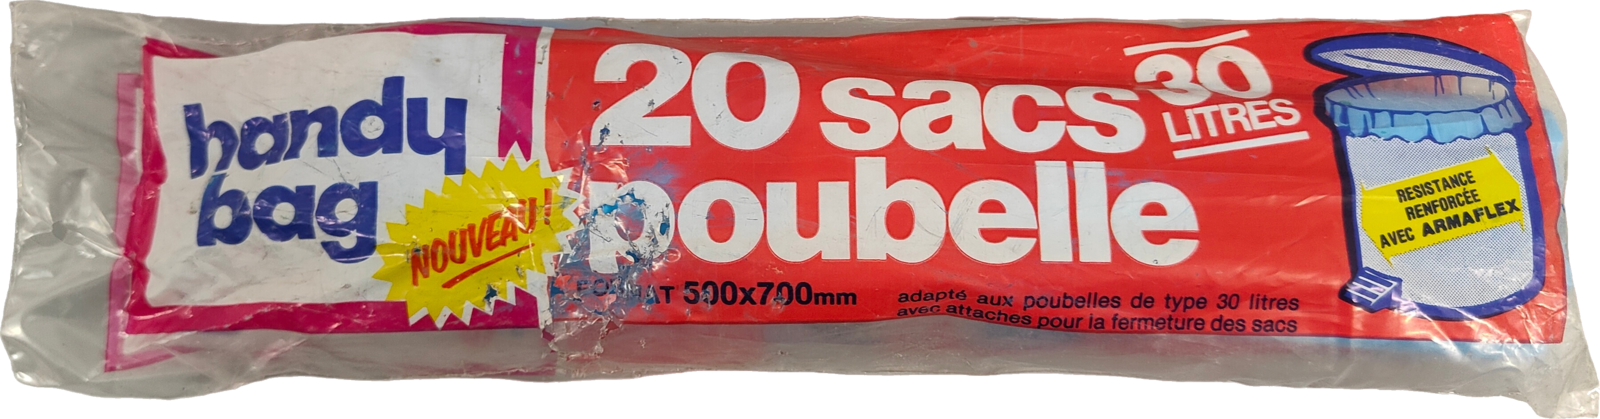 handy
bag
NOUVEAU!
20 sacs
poubelle
30
LITRES
FORMAT 500x700mm
adapté aux poubelles de type 30 litres
avec attaches pour la fermeture des sacs
RESISTANCE
RENFORCÉE
AVEC ARMAFLEX